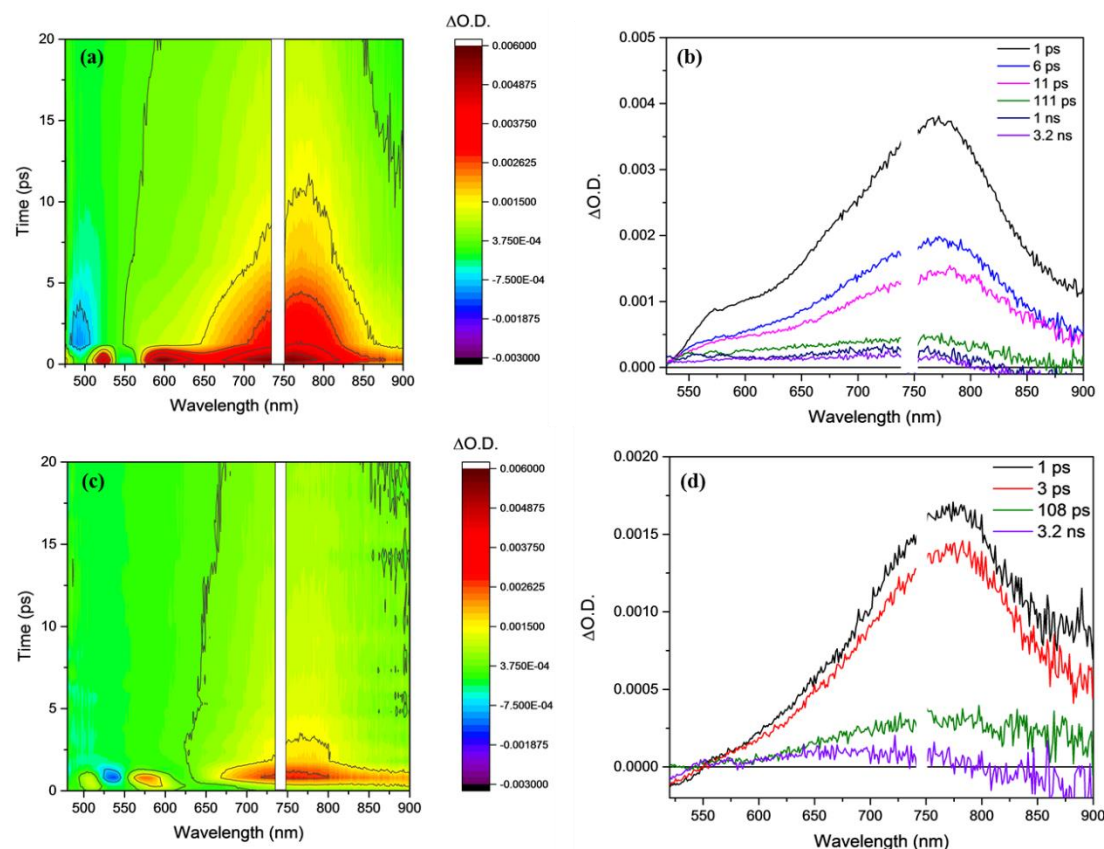 (a)
Time (ps)
20
15
10
5
0
500 550 600 650 700 750 800 850 900
Wavelength (nm)
ΔO.D.
0.006000
0.004875
0.003750
0.002625
0.001500
3.750E-04
-7.500E-04
-0.001875
-0.003000
(b)
ΔO.D.
0.005
0.004
0.003
0.002
0.001
0.000
550 600 650 700 750 800 850 900
Wavelength (nm)
1 ps
6 ps
11 ps
111 ps
1 ns
3.2 ns
(c)
Time (ps)
20
15
10
5
0
500 550 600 650 700 750 800 850 900
Wavelength (nm)
ΔO.D.
0.006000
0.004875
0.003750
0.002625
0.001500
3.750E-04
-7.500E-04
-0.001875
-0.003000
(d)
ΔO.D.
0.0020
0.0015
0.0010
0.0005
0.0000
550 600 650 700 750 800 850 900
Wavelength (nm)
1 ps
3 ps
108 ps
3.2 ns